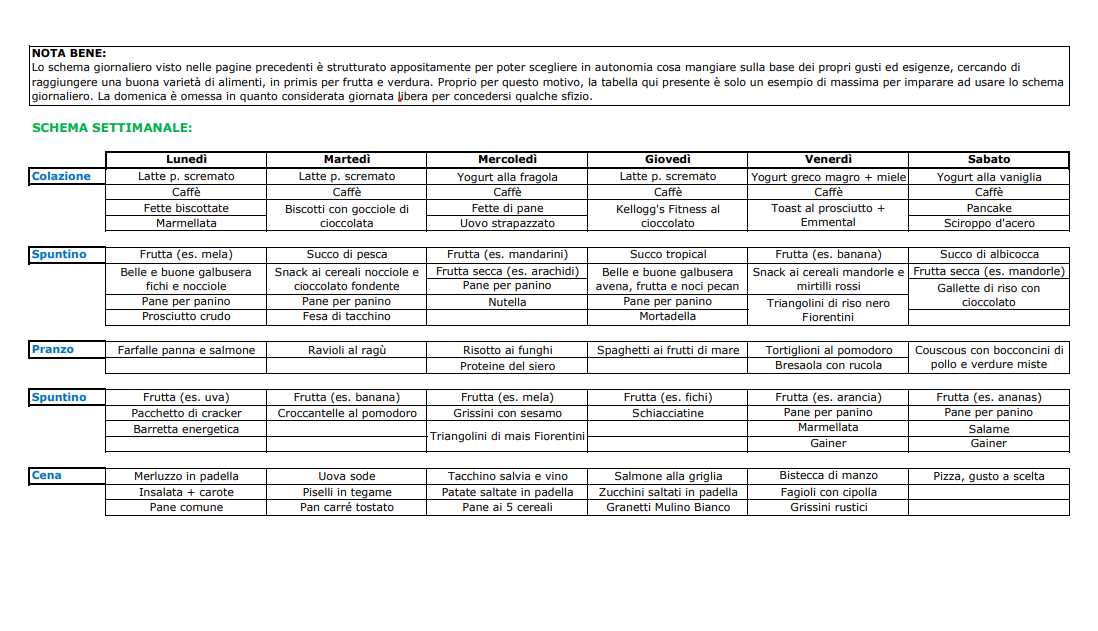 NOTA BENE:
Lo schema giornaliero visto nelle pagine precedenti è strutturato appositamente per poter scegliere in autonomia cosa mangiare sulla base dei propri gusti ed esigenze, cercando di
raggiungere una buona varietà di alimenti, in primis per frutta e verdura. Proprio per questo motivo, la tabella qui presente è solo un esempio di massima per imparare ad usare lo schema
giornaliero. La domenica è omessa in quanto considerata giornata libera per concedersi qualche sfizio.
SCHEMA SETTIMANALE:
Lunedì Martedì Mercoledì Giovedì Venerdì Sabato
Colazione Latte p. scremato Latte p. scremato Yogurt alla fragola Latte p. scremato Yogurt greco magro + miele Yogurt alla vaniglia
Caffè Caffè Caffè Caffè Caffè Caffè
Fette biscottate Biscotti con gocciole di Fette di pane Kellogg's Fitness al Toast al prosciutto + Pancake
Marmellata cioccolata Uovo strapazzato cioccolato Emmental Sciroppo d'acero
Spuntino Frutta (es. mela) Succo di pesca Frutta (es. mandarini) Succo tropical Frutta (es. banana) Succo di albicocca
Belle e buone galbusera Snack ai cereali nocciole e Frutta secca (es. arachidi) Belle e buone galbusera Snack ai cereali mandorle e Frutta secca (es. mandorle)
fichi e nocciole cioccolato fondente Pane per panino avena, frutta e noci pecan mirtilli rossi Gallette di riso con
Pane per panino Pane per panino Nutella Pane per panino Triangolini di riso nero cioccolato
Prosciutto crudo Fesa di tacchino Mortadella Fiorentini
Pranzo Farfalle panna e salmone Ravioli al ragù Risotto ai funghi Spaghetti ai frutti di mare Tortiglioni al pomodoro Couscous con bocconcini di
Proteine del siero Bresaola con rucola pollo e verdure miste
Spuntino Frutta (es. uva) Frutta (es. banana) Frutta (es. mela) Frutta (es. fichi) Frutta (es. arancia) Frutta (es. ananas)
Pacchetto di cracker Croccantelle al pomodoro Grissini con sesamo Schiacciatine Pane per panino Pane per panino
Barretta energetica Triangolini di mais Fiorentini Marmellata Salame
Gainer Gainer
Cena Merluzzo in padella Uova sode Tacchino salvia e vino Salmone alla griglia Bistecca di manzo Pizza, gusto a scelta
Insalata + carote Piselli in tegame Patate saltate in padella Zucchini saltati in padella Fagioli con cipolla
Pane comune Pan carré tostato Pane ai 5 cereali Granetti Mulino Bianco Grissini rustici